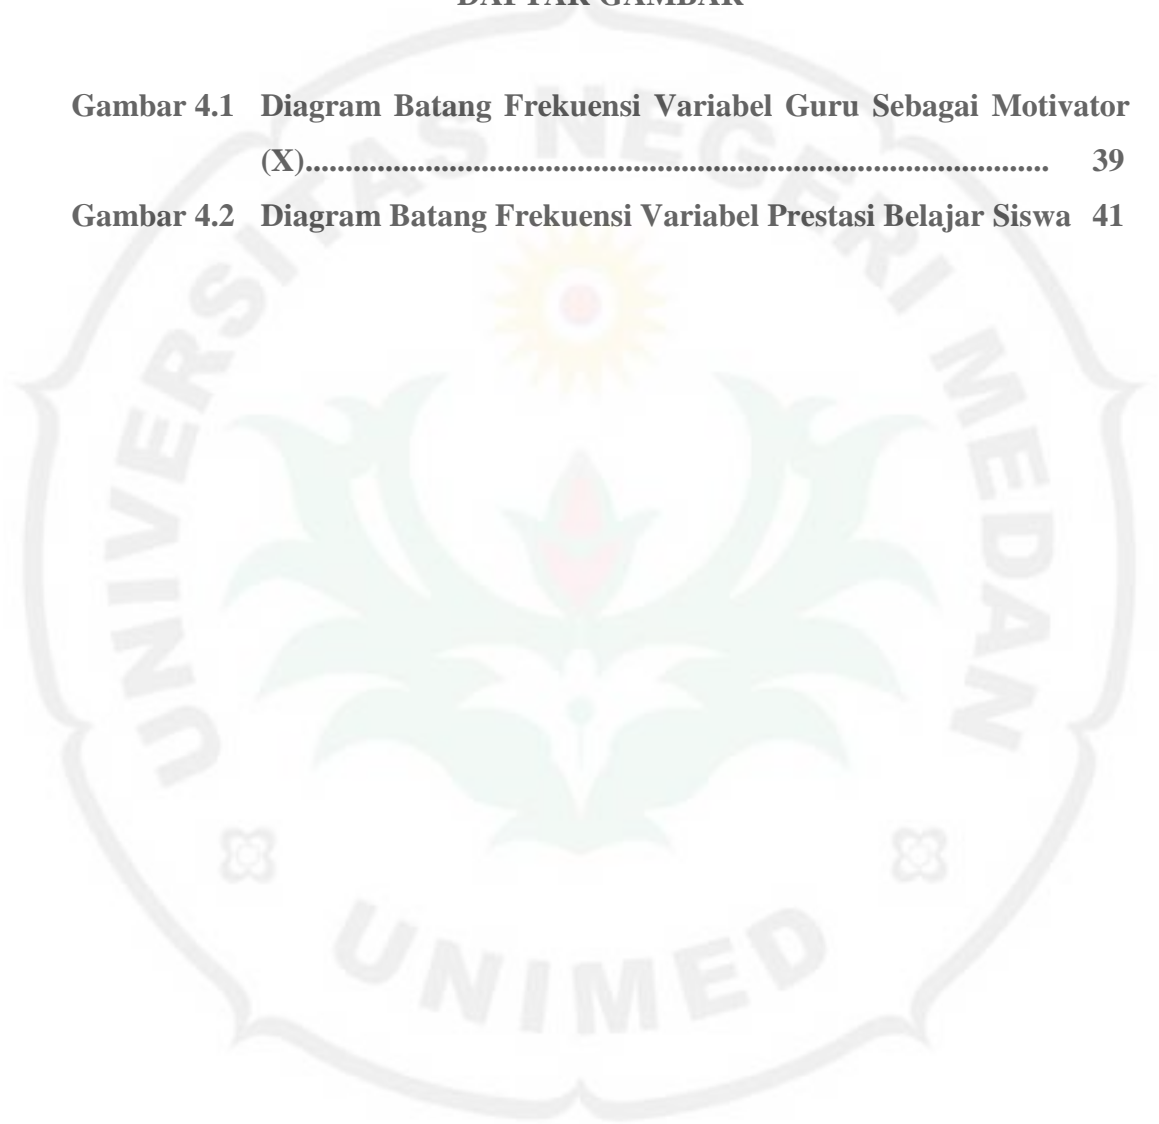 DAFTAR GAMBAR
Gambar 4.1 Diagram Batang Frekuensi Variabel Guru Sebagai Motivator
(X)............................................................................................. 39
Gambar 4.2 Diagram Batang Frekuensi Variabel Prestasi Belajar Siswa 41
UNIVERSITAS NEGERI MEDAN
UNIMED